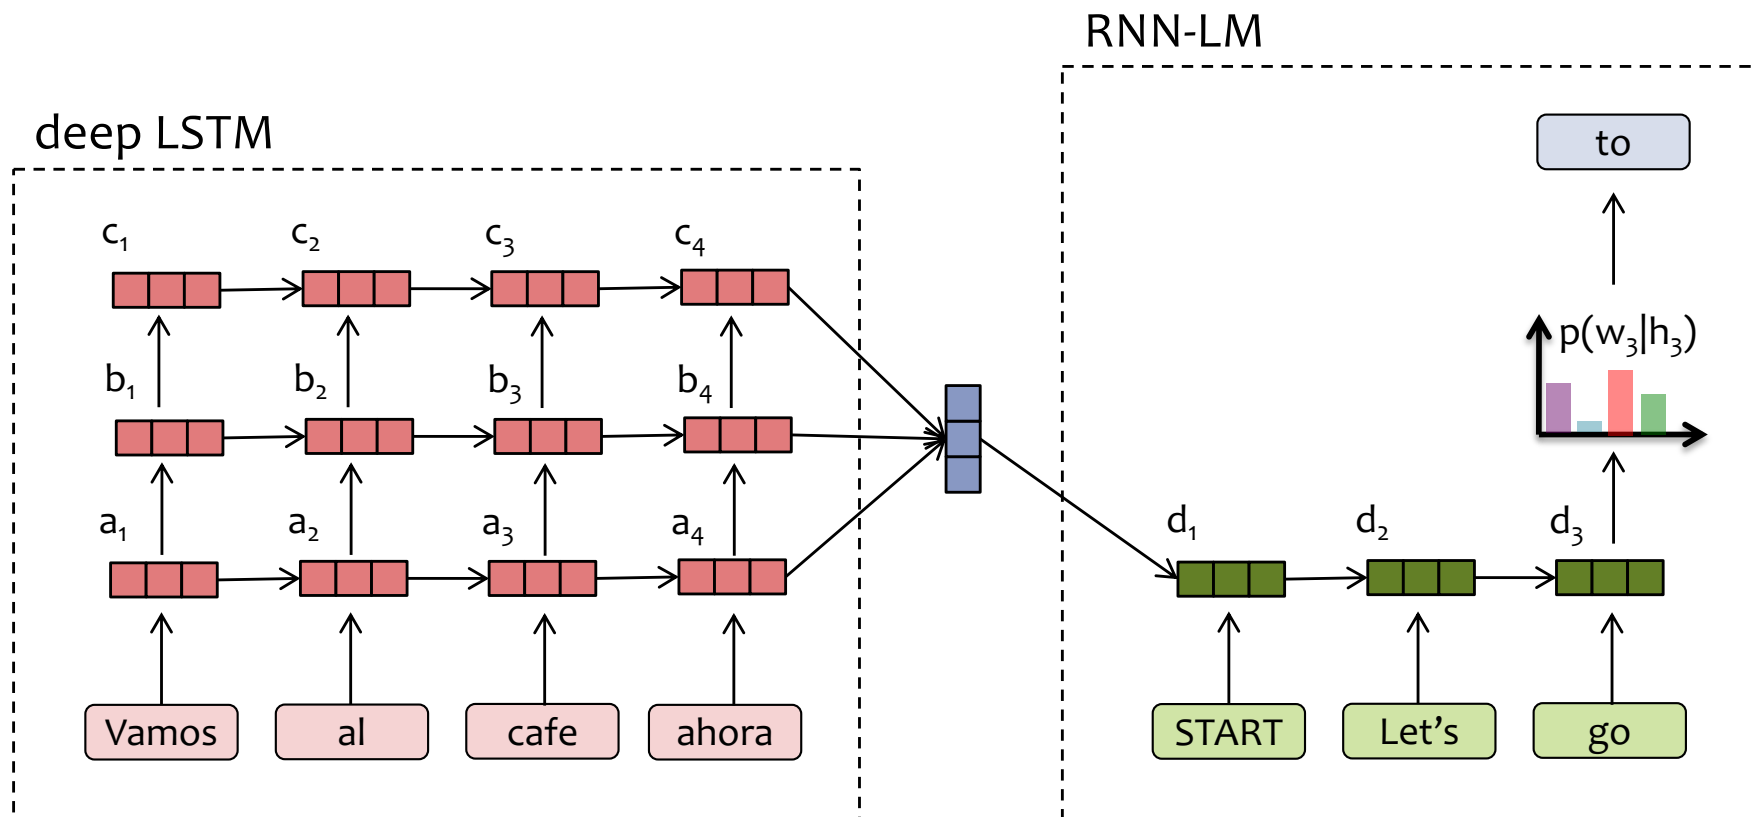 RNN-LM
deep LSTM
to
c₁ c₂ c₃ c₄
p(w₃|h₃)
b₁ b₂ b₃ b₄
a₁ a₂ a₃ a₄
d₁ d₂ d₃
Vamos al cafe ahora
START Let's go